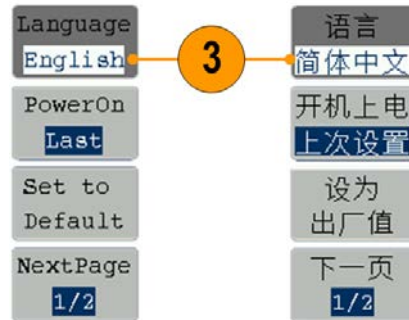 Language
English
PowerOn
Last
Set to
Default
NextPage
1/2
3
语言
简体中文
开机上电
上次设置
设为
出厂值
下一页
1/2